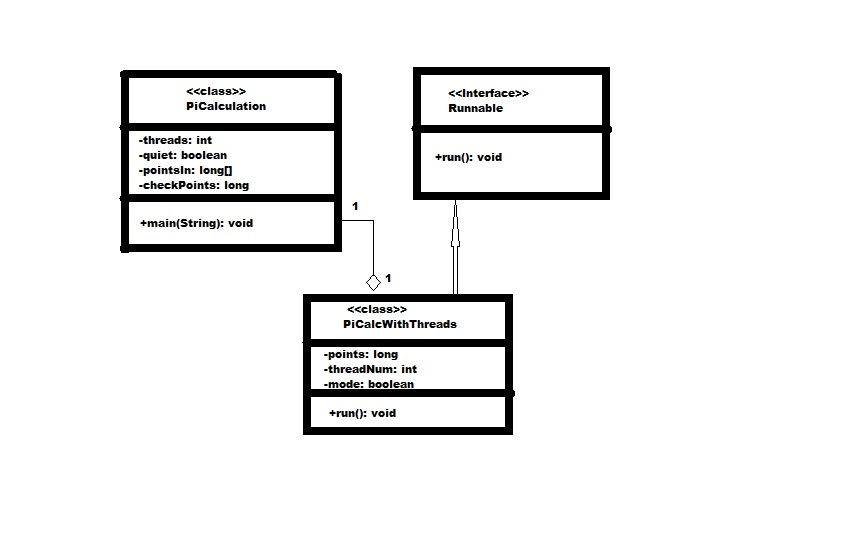 <<class>>
PiCalculation
-threads: int
-quiet: boolean
-pointsIn: long[]
-checkPoints: long
+main(String): void
<<Interface>>
Runnable
+run(): void
1
1
<<class>>
PiCalcWithThreads
-points: long
-threadNum: int
-mode: boolean
+run(): void